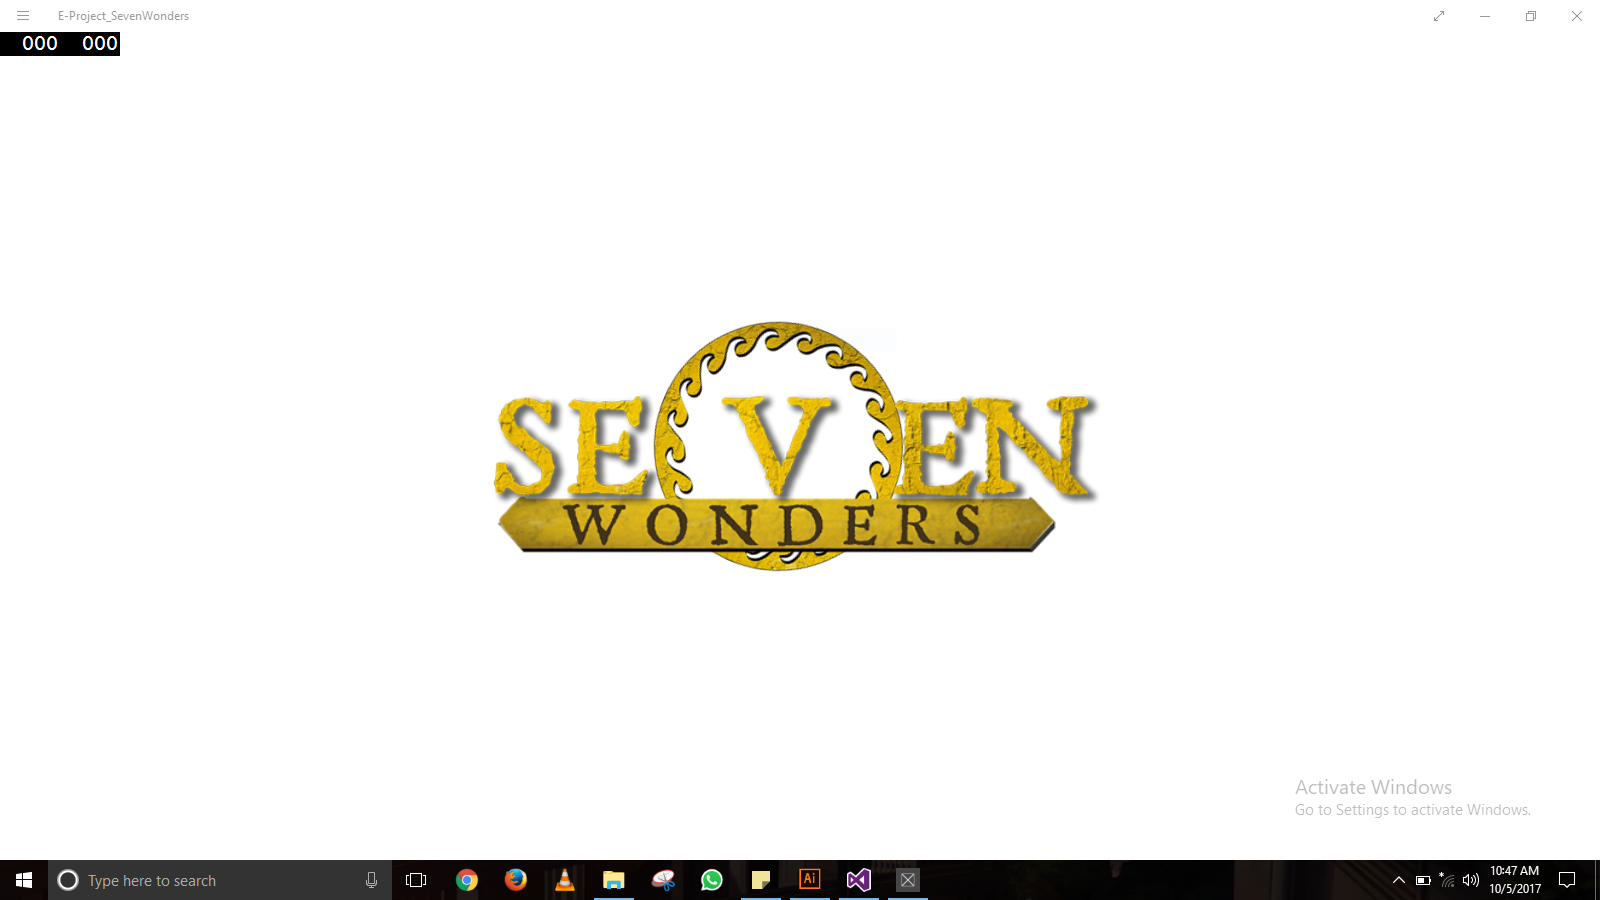 E-Project_SevenWonders
000 000
SEVEN
WONDERS
Activate Windows
Go to Settings to activate Windows.
Type here to search
Ai
10:47 AM
10/5/2017